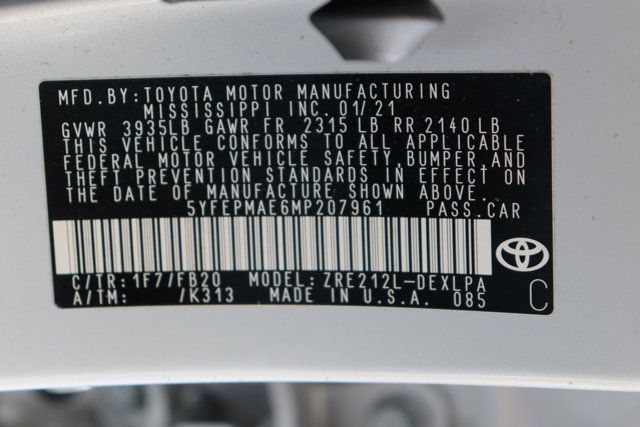 MFD. BY: TOYOTA MOTOR MANUFACTURING
MISSISSIPPI INC. 01/21
GVWR 3935LB GAWR FR 2315 LB RR 2140 LB
THIS VEHICLE CONFORMS TO ALL APPLICABLE
FEDERAL MOTOR VEHICLE SAFETY, BUMPER, AND
THEFT PREVENTION STANDARDS IN EFFECT ON
THE DATE OF MANUFACTURE SHOWN ABOVE.
5YFEPMAE6MP207961 PASS. CAR
C/TR: 1F7/FB20 MODEL: ZRE212L-DEXLPA
A/TM: /K313 MADE IN U.S.A. 085
C